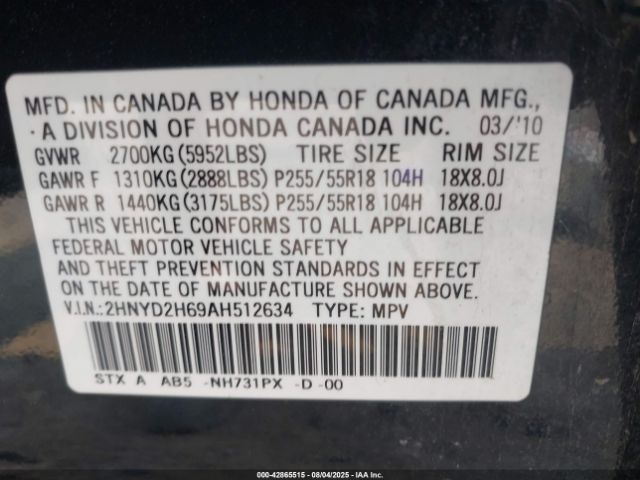 MFD. IN CANADA BY HONDA OF CANADA MFG.,
A DIVISION OF HONDA CANADA INC. 03/'10
GVWR 2700KG(5952LBS) TIRE SIZE RIM SIZE
GAWR F 1310KG(2888LBS) P255/55R18 104H 18X8.0J
GAWR R 1440KG(3175LBS) P255/55R18 104H 18X8.0J
THIS VEHICLE CONFORMS TO ALL APPLICABLE
FEDERAL MOTOR VEHICLE SAFETY
AND THEFT PREVENTION STANDARDS IN EFFECT ON
THE DATE OF MANUFACTURE SHOWN ABOVE.
V.I.N.:2HNYD2H69AH512634 TYPE: MPV
STX A AB5 -NH731PX -D -00
000-42865515 - 08/04/2025 - IAA Inc.